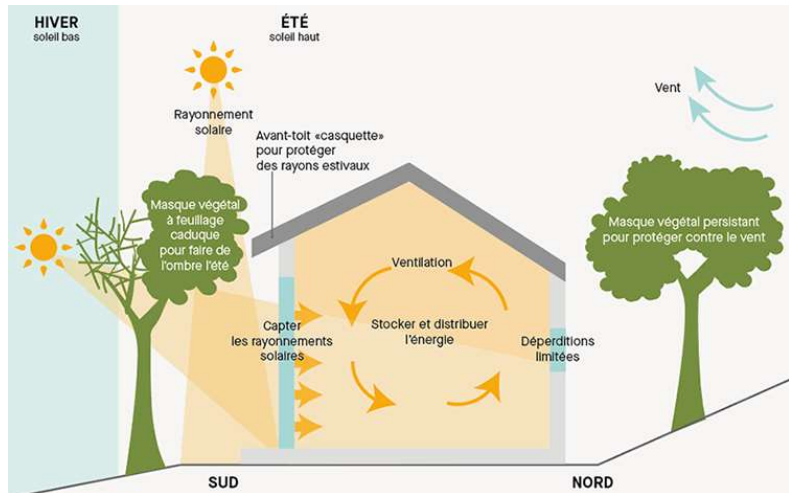 HIVER
soleil bas
ÉTÉ
soleil haut
Rayonnement
solaire
Avant-toit «casquette»
pour protéger
des rayons estivaux
Vent
Masque végétal
à feuillage
caduque
pour faire de
l'ombre l'été
Masque végétal persistant
pour protéger contre le vent
Ventilation
Capter
les rayonnements
solaires
Stocker et distribuer
l'énergie
Déperditions
limitées
SUD
NORD